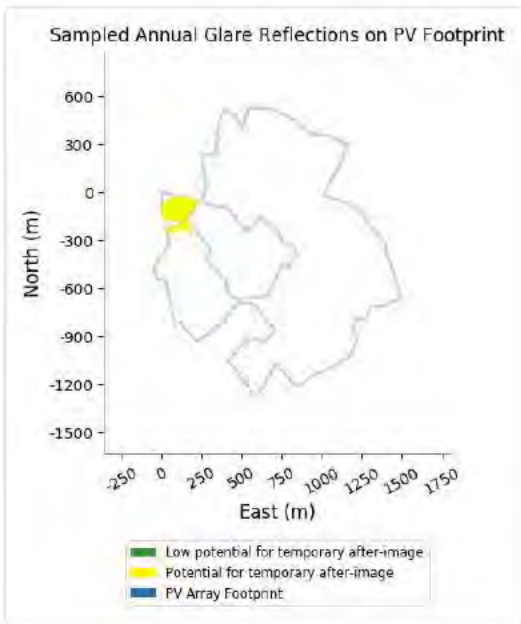 Sampled Annual Glare Reflections on PV Footprint
600
300
0
-300
-600
-900
-1200
-1500
North (m)
-250
0
250
500
750
1000
1250
1500
1750
East (m)
Low potential for temporary after-image
Potential for temporary after-image
PV Array Footprint